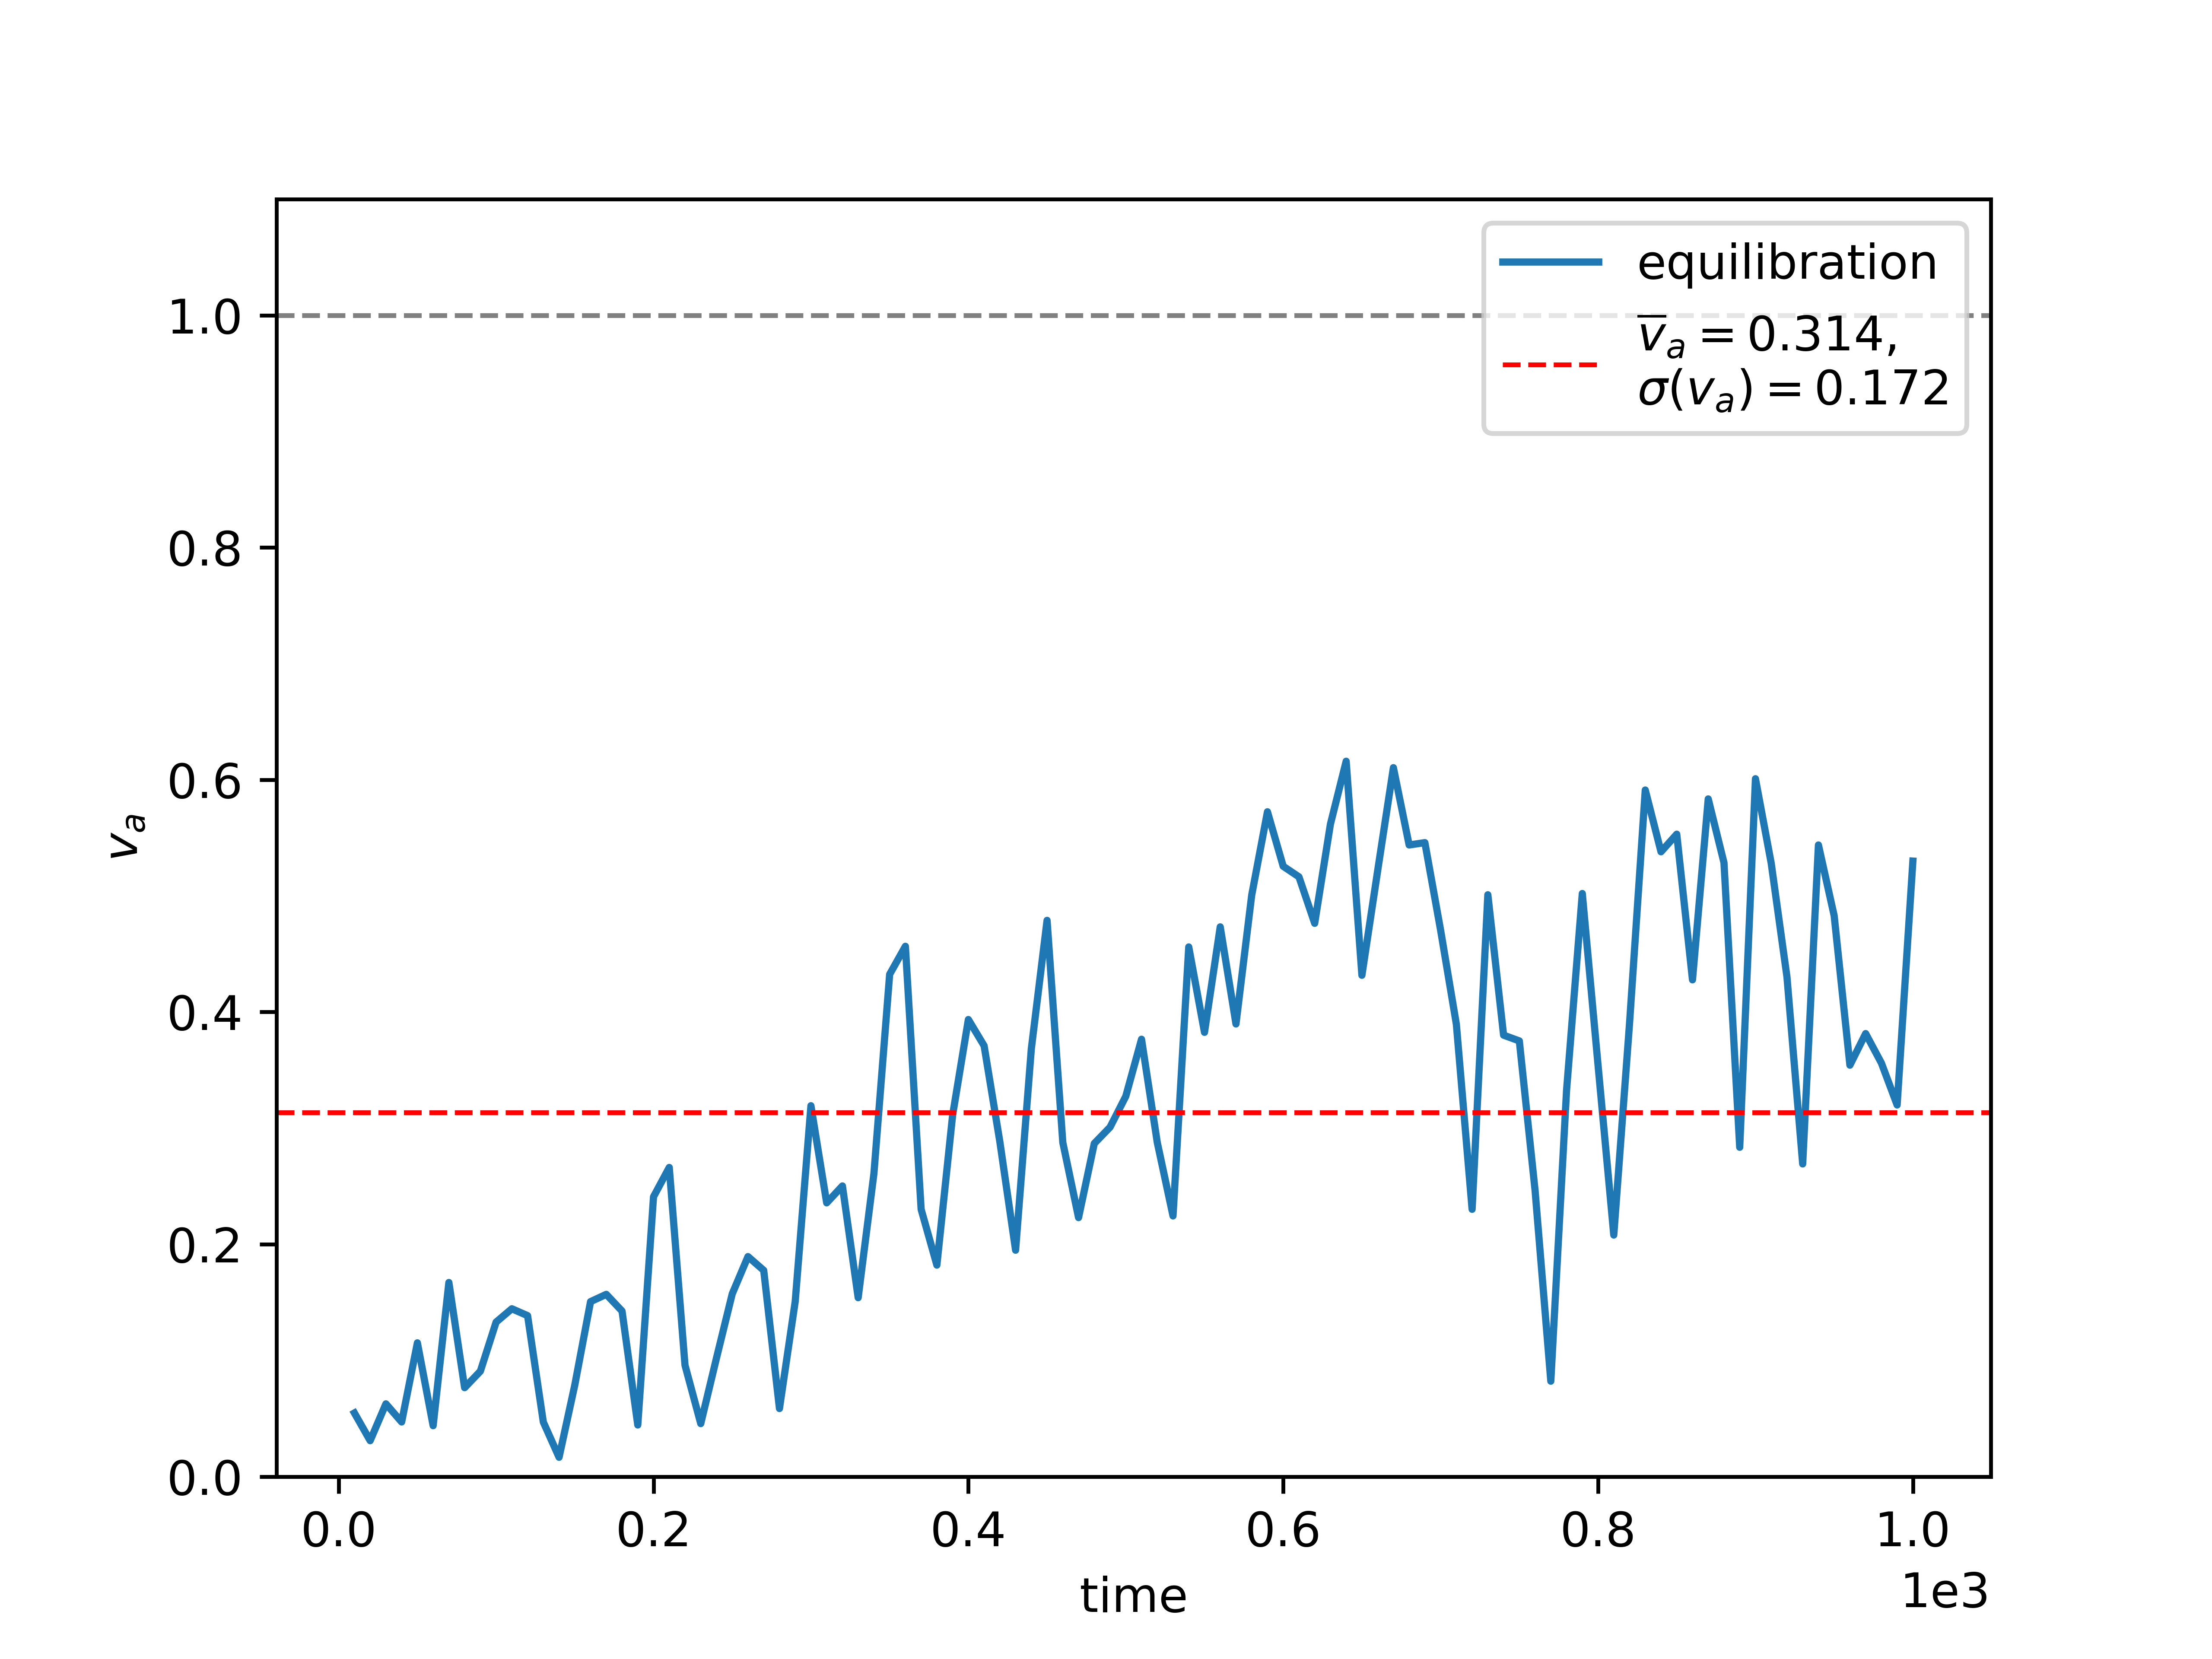 equilibration
v̅ₐ = 0.314,
σ(vₐ) = 0.172
1.0
0.8
0.6
0.4
0.2
0.0
vₐ
0.0 0.2 0.4 0.6 0.8 1.0
time
1e3